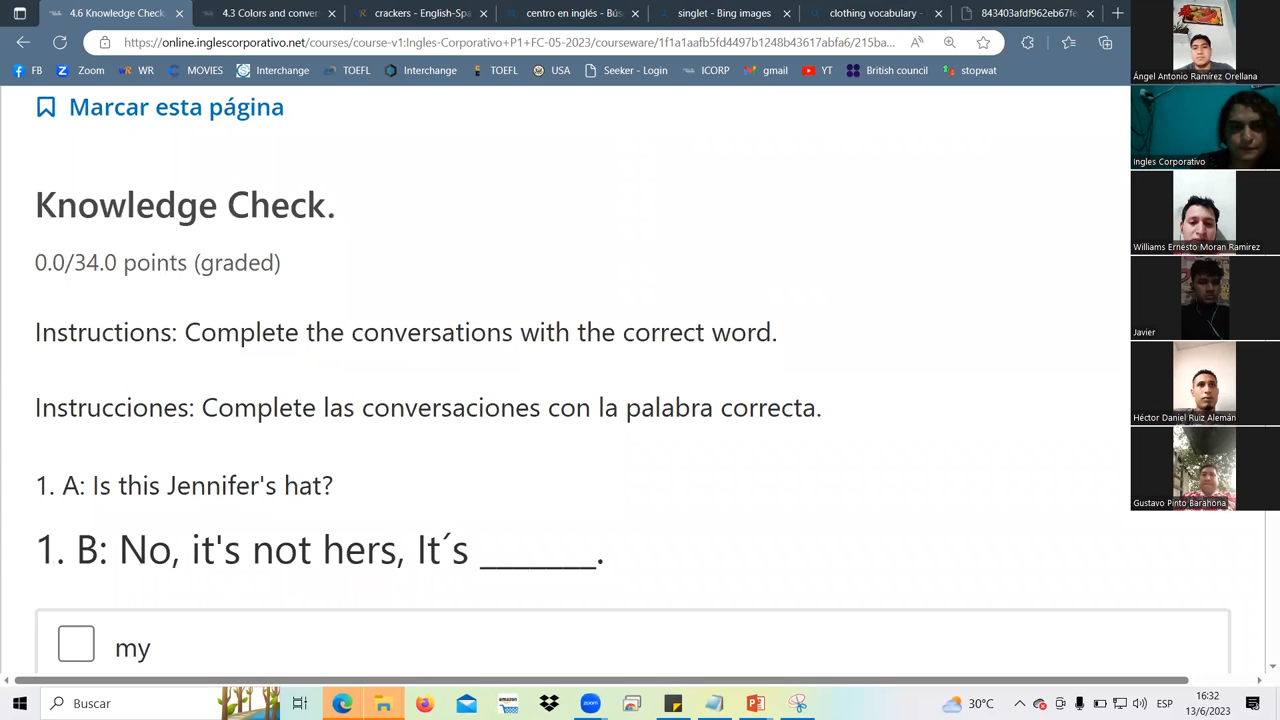 4.6 Knowledge Check
4.3 Colors and conver
crackers - English-Spa
centro en inglés - Bús
singlet - Bing images
clothing vocabulary
843403afdf962eb67fe
https://online.inglescorporativo.net/courses/course-v1:Ingles-Corporativo+P1+FC-05-2023/courseware/1f1a1aafb5fd4497b1248b43617abfa6/215ba...
FB
Zoom
WR
MOVIES
Interchange
TOEFL
Interchange
TOEFL
USA
Seeker - Login
ICORP
gmail
YT
British council
stopwat
Marcar esta página
Knowledge Check.
0.0/34.0 points (graded)
Instructions: Complete the conversations with the correct word.
Instrucciones: Complete las conversaciones con la palabra correcta.
1. A: Is this Jennifer's hat?
1. B: No, it's not hers, It´s _______.
my
Ángel Antonio Ramírez Orellana
Ingles Corporativo
Williams Ernesto Moran Ramirez
Javier
Héctor Daniel Ruiz Alemán
Gustavo Pinto Barahona
Buscar
30°C
ESP
16:32
13/6/2023